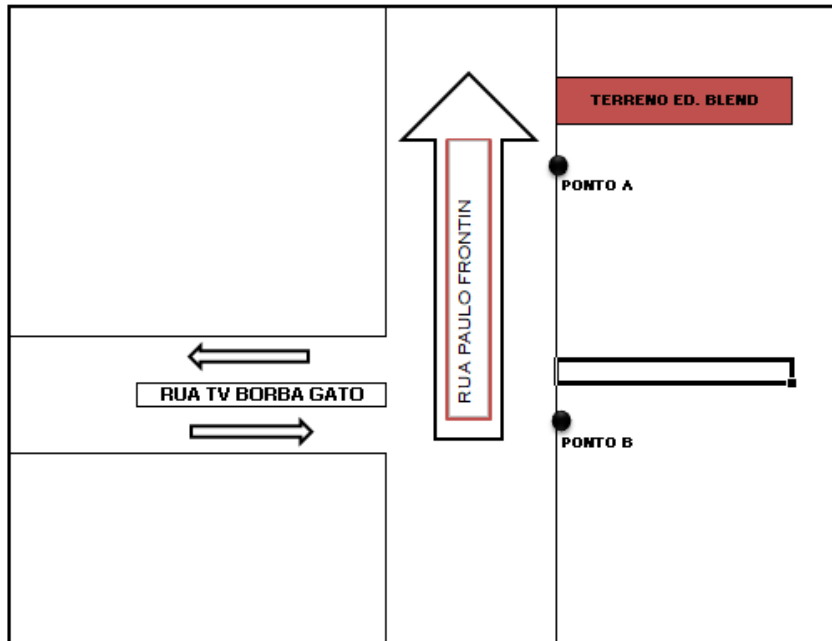 TERRENO ED. BLEND
PONTO A
RUA PAULO FRONTIN
RUA TV BORBA GATO
PONTO B